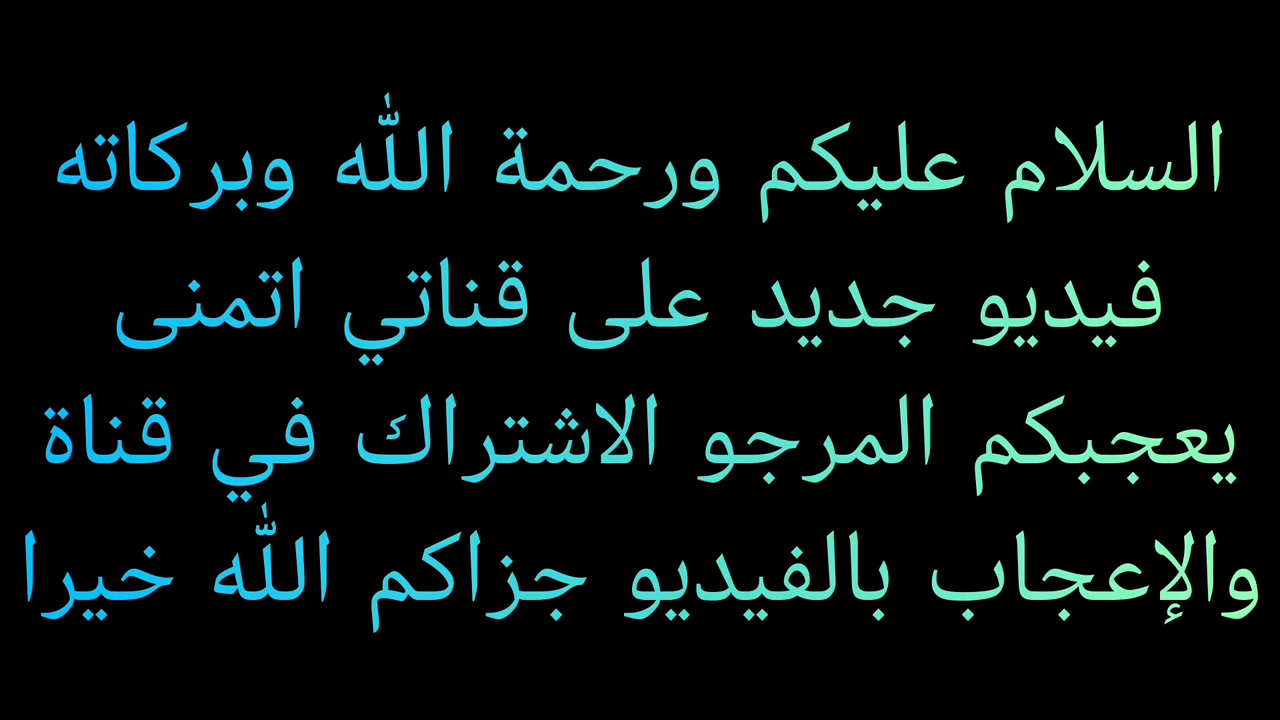 السلام عليكم ورحمة الله وبركاته
فيديو جديد على قناتي اتمنى
يعجبكم المرجو الاشتراك في قناة
والإعجاب بالفيديو جزاكم الله خيرا